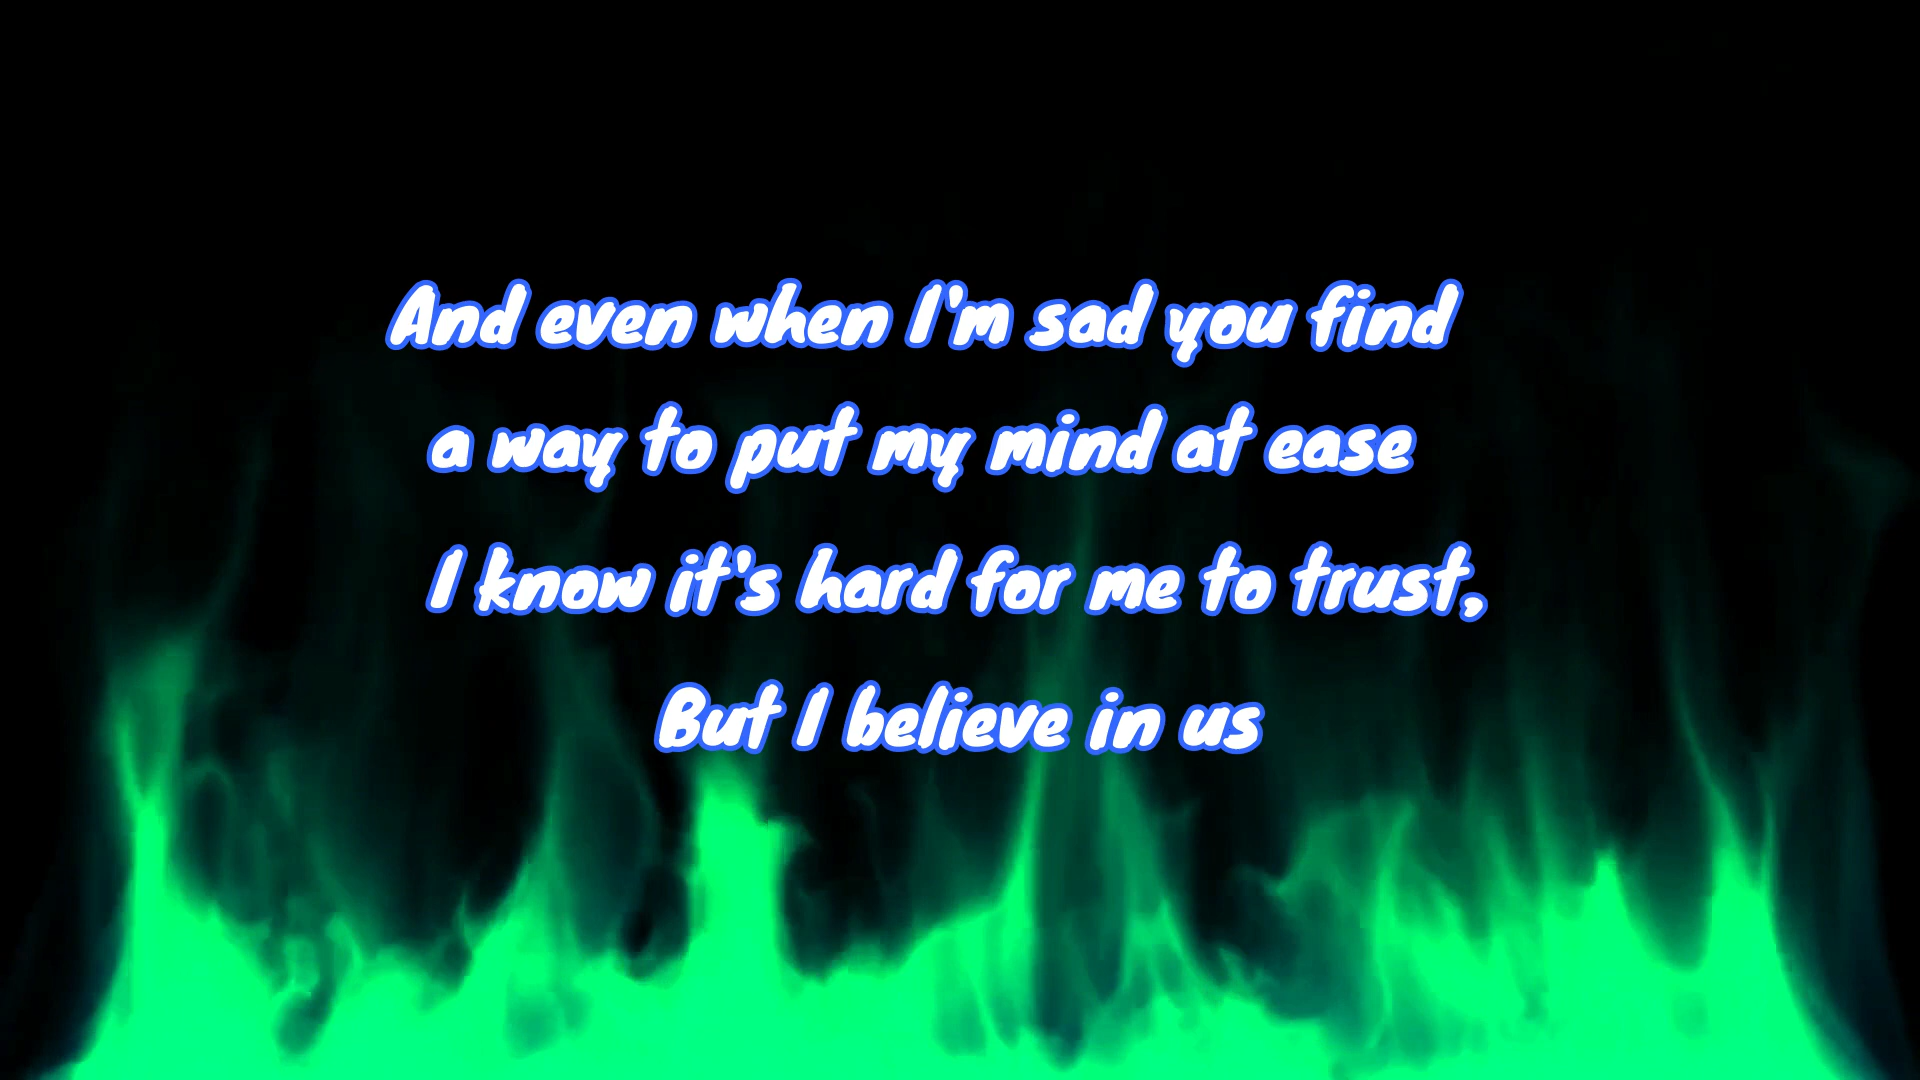 And even when I'm sad you find
a way to put my mind at ease
I know it's hard for me to trust,
But I believe in us